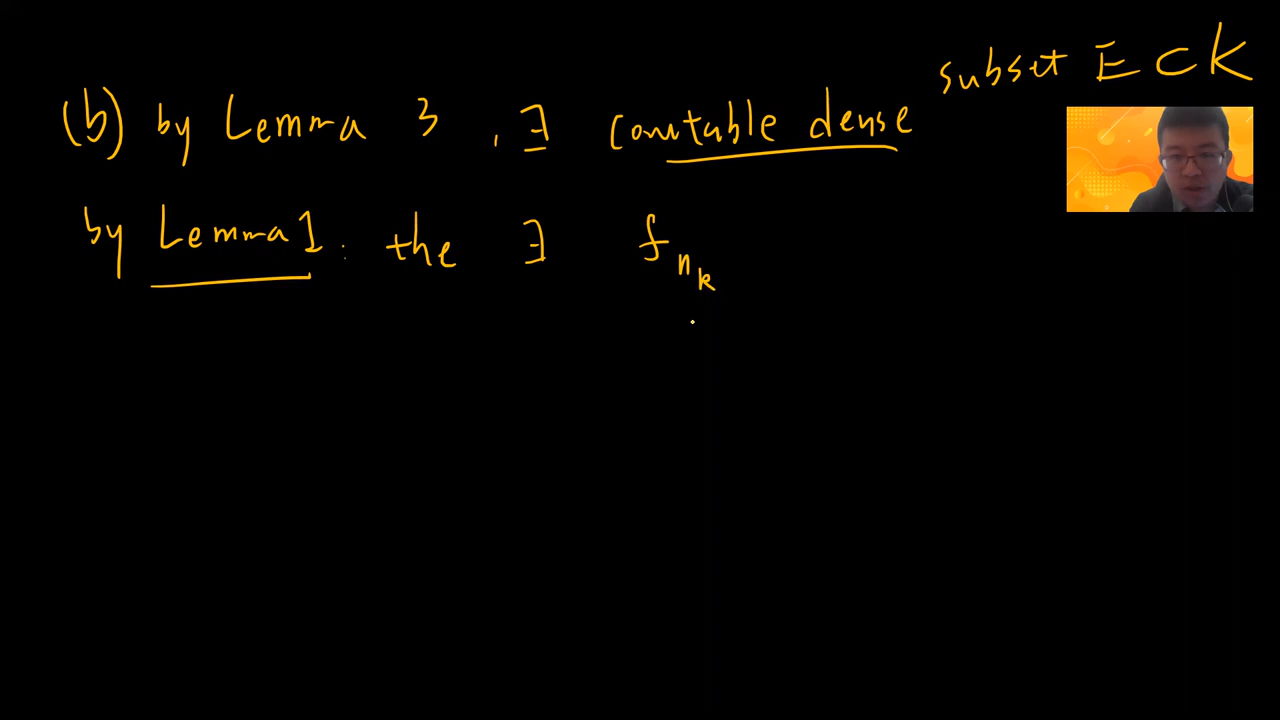 (b) by Lemma 3 , ∃ countable dense subset E ⊂ K
by Lemma 1 : the ∃ f_{n_k}